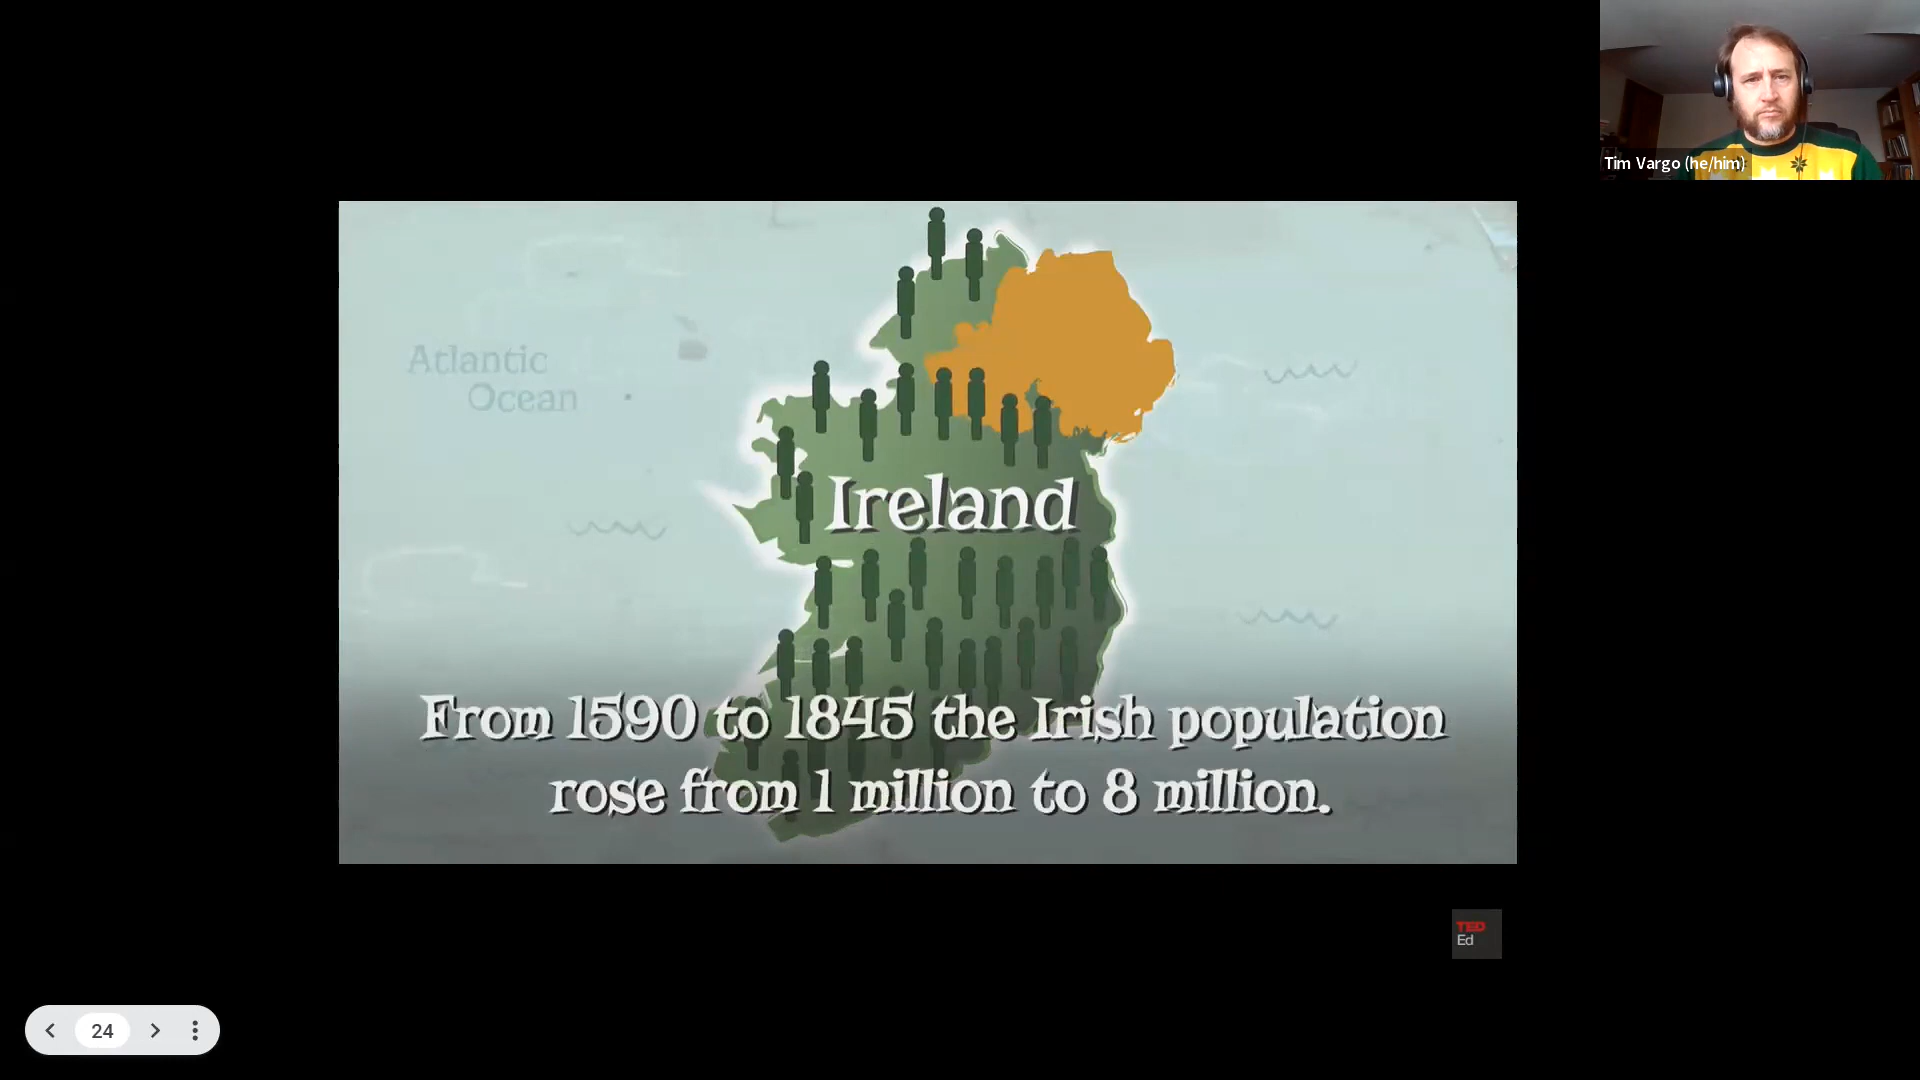 Tim Vargo (he/him)
Atlantic
Ocean
Ireland
From 1590 to 1845 the Irish population
rose from 1 million to 8 million.
TED
Ed
24